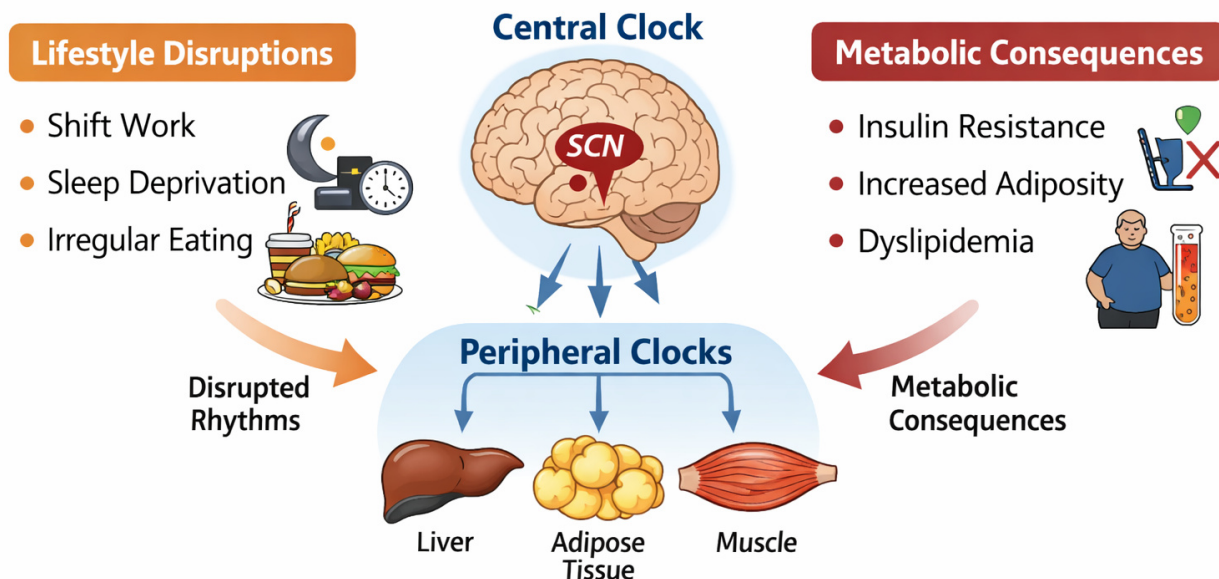 Central Clock
Lifestyle Disruptions
Shift Work
Sleep Deprivation
Irregular Eating
SCN
Metabolic Consequences
Insulin Resistance
Increased Adiposity
Dyslipidemia
Disrupted
Rhythms
Peripheral Clocks
Metabolic
Consequences
Liver
Adipose
Tissue
Muscle